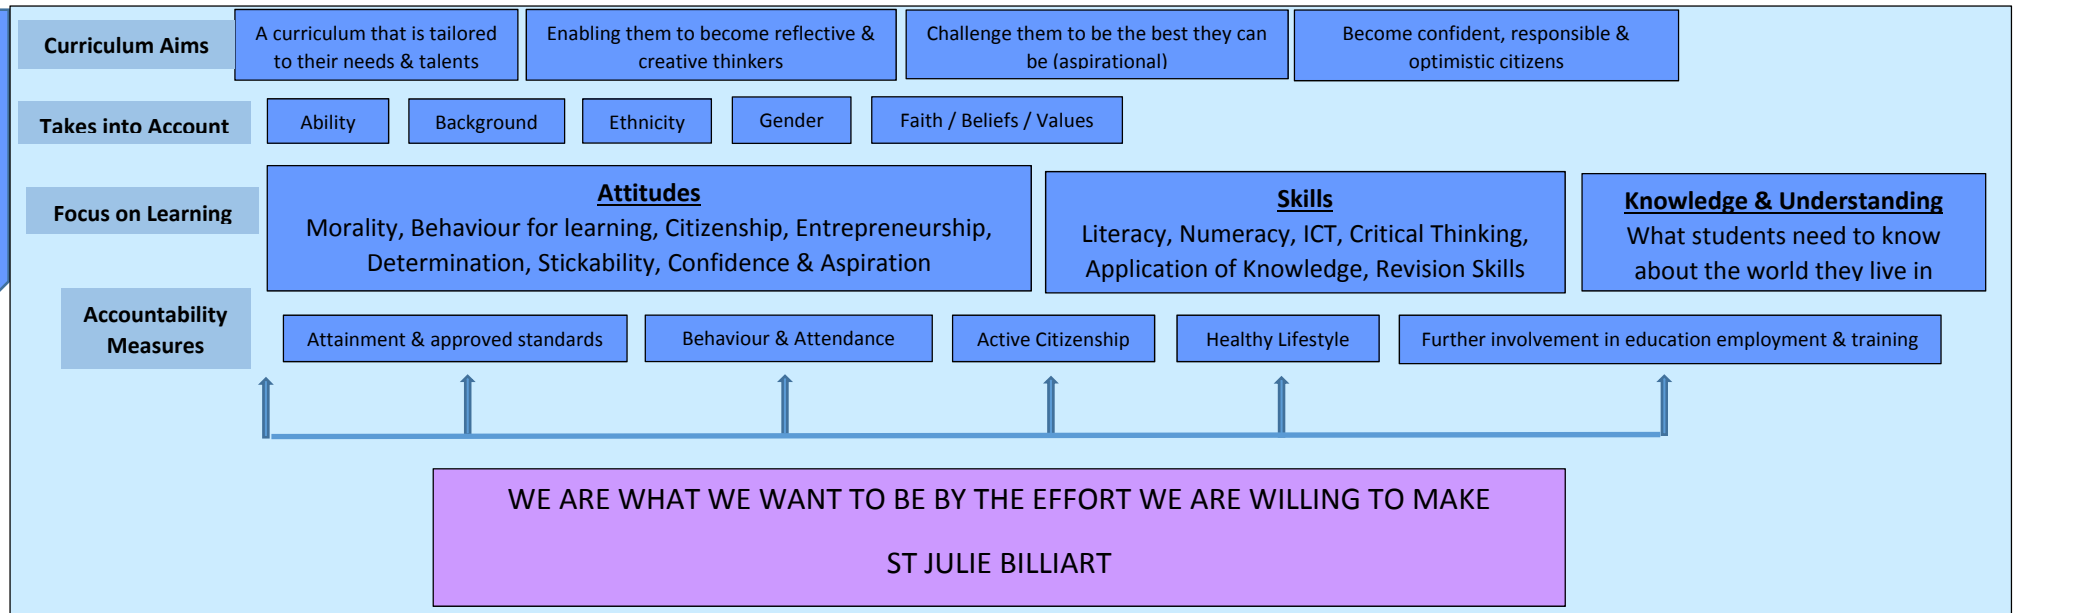 Curriculum Aims
A curriculum that is tailored
to their needs & talents
Enabling them to become reflective &
creative thinkers
Challenge them to be the best they can
be (aspirational)
Become confident, responsible &
optimistic citizens
Takes into Account
Ability
Background
Ethnicity
Gender
Faith / Beliefs / Values
Focus on Learning
Attitudes
Morality, Behaviour for learning, Citizenship, Entrepreneurship,
Determination, Stickability, Confidence & Aspiration
Skills
Literacy, Numeracy, ICT, Critical Thinking,
Application of Knowledge, Revision Skills
Knowledge & Understanding
What students need to know
about the world they live in
Accountability
Measures
Attainment & approved standards
Behaviour & Attendance
Active Citizenship
Healthy Lifestyle
Further involvement in education employment & training
WE ARE WHAT WE WANT TO BE BY THE EFFORT WE ARE WILLING TO MAKE
ST JULIE BILLIART